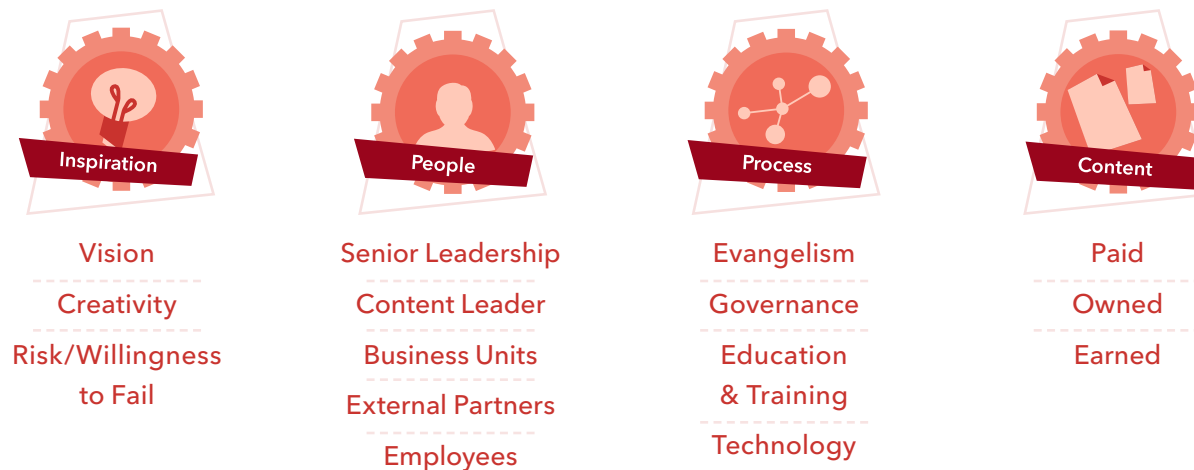 Inspiration
Vision
Creativity
Risk/Willingness
to Fail
People
Senior Leadership
Content Leader
Business Units
External Partners
Employees
Process
Evangelism
Governance
Education
& Training
Technology
Content
Paid
Owned
Earned